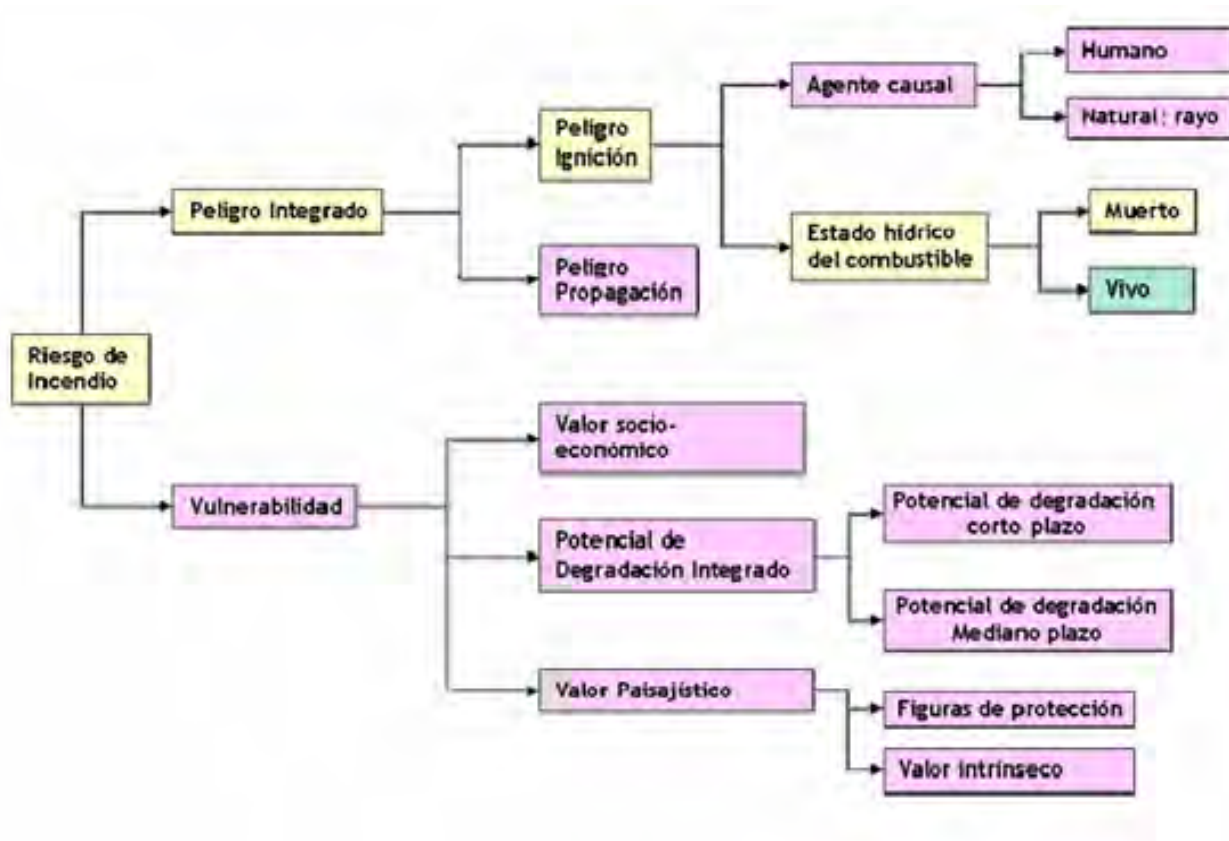 Humano
Agente causal
Natural: rayo
Peligro
Ignición
Peligro Integrado
Muerto
Estado hídrico
del combustible
Vivo
Peligro
Propagación
Riesgo de
Incendio
Valor socio-
económico
Vulnerabilidad
Potencial de degradación
corto plazo
Potencial de
Degradación Integrado
Potencial de degradación
Mediano plazo
Valor Paisajístico
Figuras de protección
Valor intrínseco